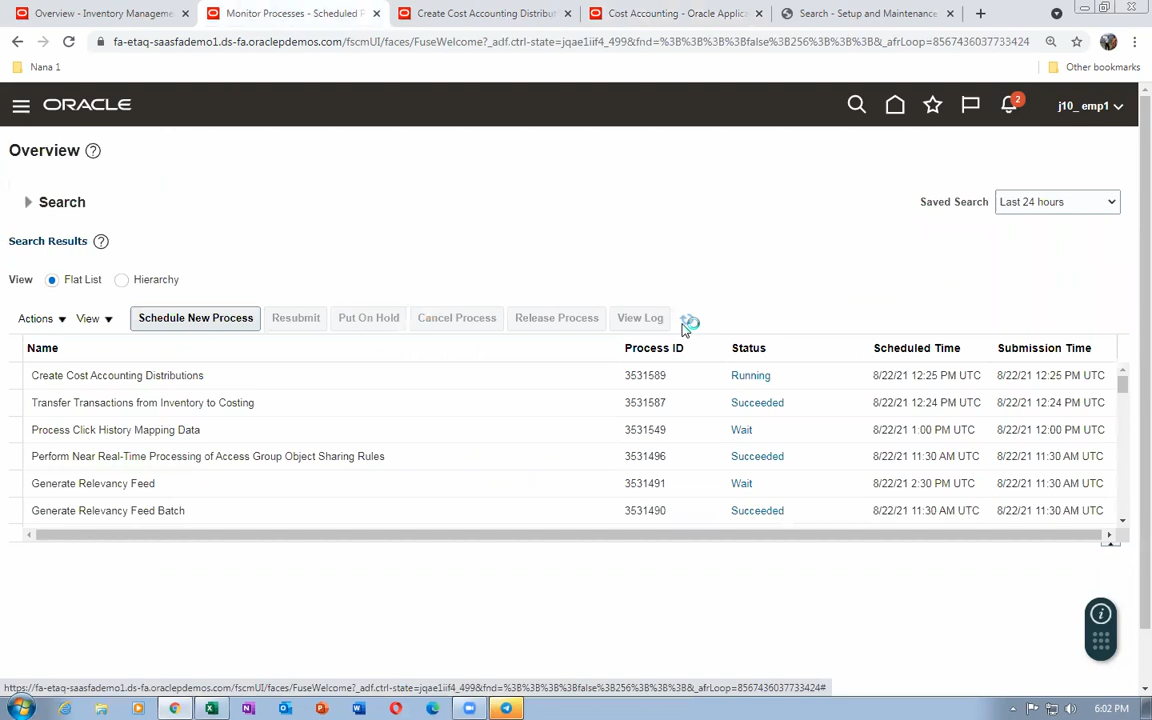 Overview - Inventory Managemen
Monitor Processes - Scheduled P
Create Cost Accounting Distribut
Cost Accounting - Oracle Applica
Search - Setup and Maintenance
fa-etaq-saasfademo1.ds-fa.oraclepdemos.com/fscmUI/faces/FuseWelcome?_adf.ctrl-state=jqae1iif4_499&fnd=%3B%3B%3B%3Bfalse%3B256%3B%3B%3B&_afrLoop=8567436037733424
Nana 1
Other bookmarks
ORACLE
2
j10_ emp1
Overview
Search
Saved Search Last 24 hours
Search Results
View Flat List Hierarchy
Actions View Schedule New Process Resubmit Put On Hold Cancel Process Release Process View Log
Name Process ID Status Scheduled Time Submission Time
Create Cost Accounting Distributions 3531589 Running 8/22/21 12:25 PM UTC 8/22/21 12:25 PM UTC
Transfer Transactions from Inventory to Costing 3531587 Succeeded 8/22/21 12:24 PM UTC 8/22/21 12:24 PM UTC
Process Click History Mapping Data 3531549 Wait 8/22/21 1:00 PM UTC 8/22/21 12:00 PM UTC
Perform Near Real-Time Processing of Access Group Object Sharing Rules 3531496 Succeeded 8/22/21 11:30 AM UTC 8/22/21 11:30 AM UTC
Generate Relevancy Feed 3531491 Wait 8/22/21 2:30 PM UTC 8/22/21 11:30 AM UTC
Generate Relevancy Feed Batch 3531490 Succeeded 8/22/21 11:30 AM UTC 8/22/21 11:30 AM UTC
https://fa-etaq-saasfademo1.ds-fa.oraclepdemos.com/fscmUI/faces/FuseWelcome?_adf.ctrl-state=jqae1iif4_499&fnd=%3B%3B%3B%3Bfalse%3B256%3B%3B%3B&_afrLoop=8567436037733424#
6:02 PM